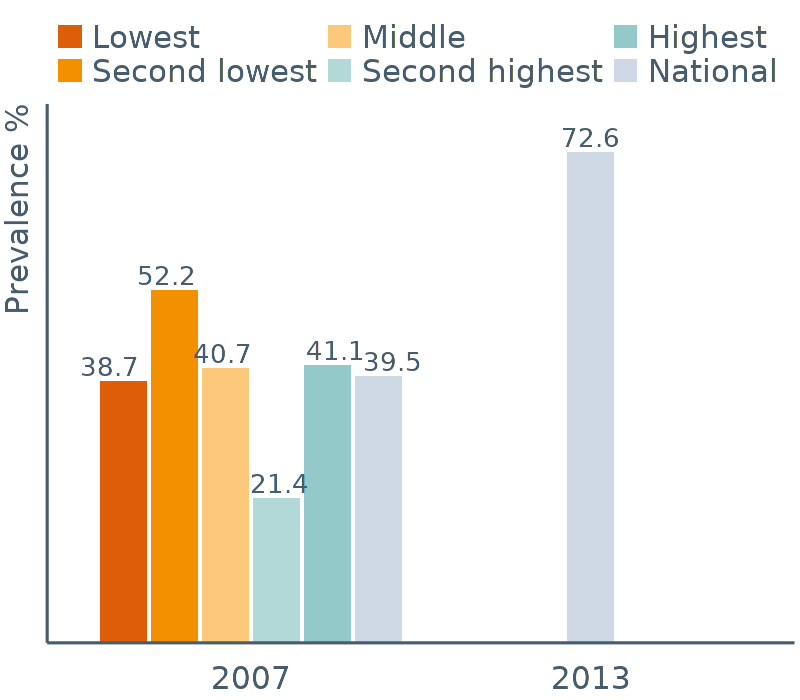 Lowest Middle Highest
Second lowest Second highest National
Prevalence %
72.6
52.2
38.7 40.7 21.4 41.1 39.5
2007 2013